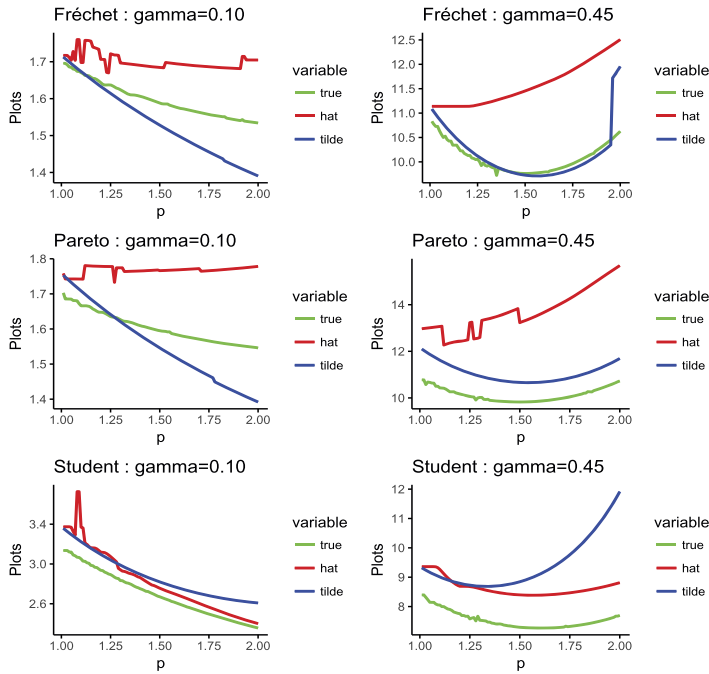 Fréchet : gamma=0.10
Plots
1.7
1.6
1.5
1.4
1.00 1.25 1.50 1.75 2.00
p
variable
true
hat
tilde
Fréchet : gamma=0.45
Plots
12.5
12.0
11.5
11.0
10.5
10.0
1.00 1.25 1.50 1.75 2.00
p
variable
true
hat
tilde
Pareto : gamma=0.10
Plots
1.8
1.7
1.6
1.5
1.4
1.00 1.25 1.50 1.75 2.00
p
variable
true
hat
tilde
Pareto : gamma=0.45
Plots
14
12
10
1.00 1.25 1.50 1.75 2.00
p
variable
true
hat
tilde
Student : gamma=0.10
Plots
3.4
3.0
2.6
1.00 1.25 1.50 1.75 2.00
p
variable
true
hat
tilde
Student : gamma=0.45
Plots
12
11
10
9
8
1.00 1.25 1.50 1.75 2.00
p
variable
true
hat
tilde